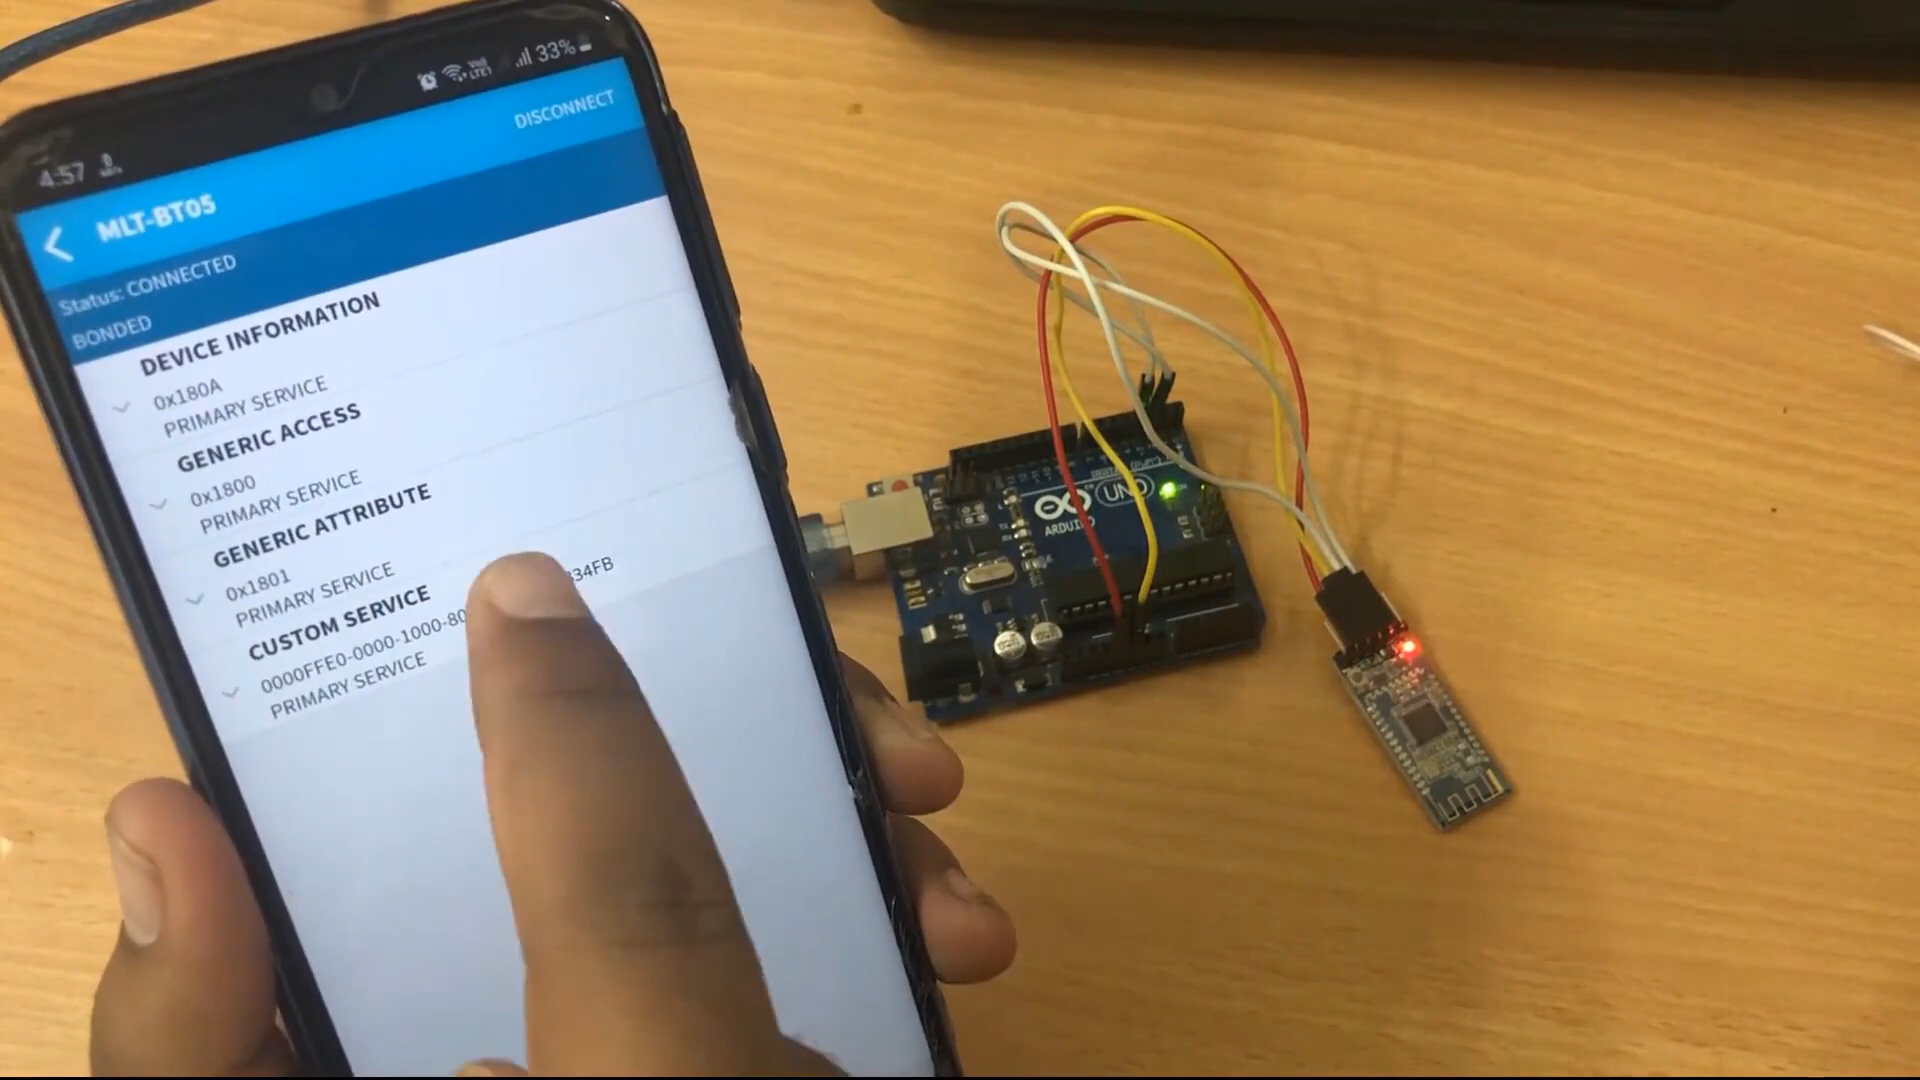 4:57
33%
DISCONNECT
MLT-BT05
Status: CONNECTED
BONDED
DEVICE INFORMATION
0x180A
PRIMARY SERVICE
GENERIC ACCESS
0x1800
PRIMARY SERVICE
GENERIC ATTRIBUTE
0x1801
PRIMARY SERVICE
CUSTOM SERVICE
0000FFE0-0000-1000-80 34FB
PRIMARY SERVICE
UNO
ARDUINO